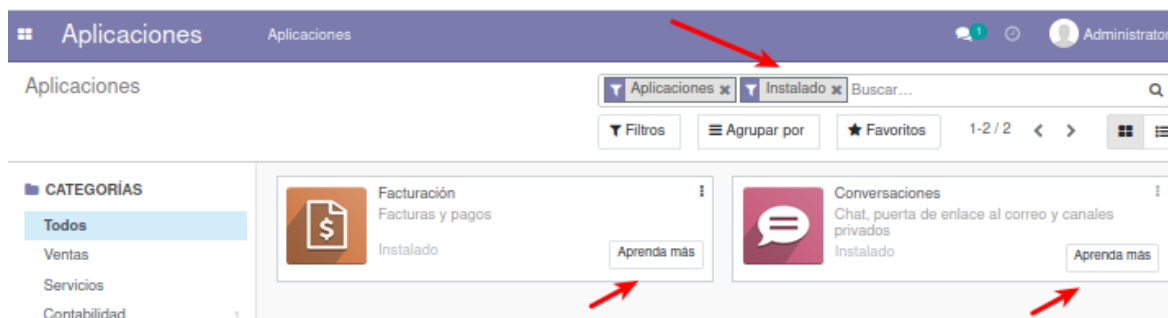 Aplicaciones Aplicaciones 1 Administrator
Aplicaciones
Aplicaciones Instalado Buscar...
Filtros Agrupar por Favoritos 1-2 / 2
CATEGORÍAS
Todos
Ventas
Servicios
Contabilidad 1
Facturación
Facturas y pagos
Instalado Aprenda más
Conversaciones
Chat, puerta de enlace al correo y canales
privados
Instalado Aprenda más